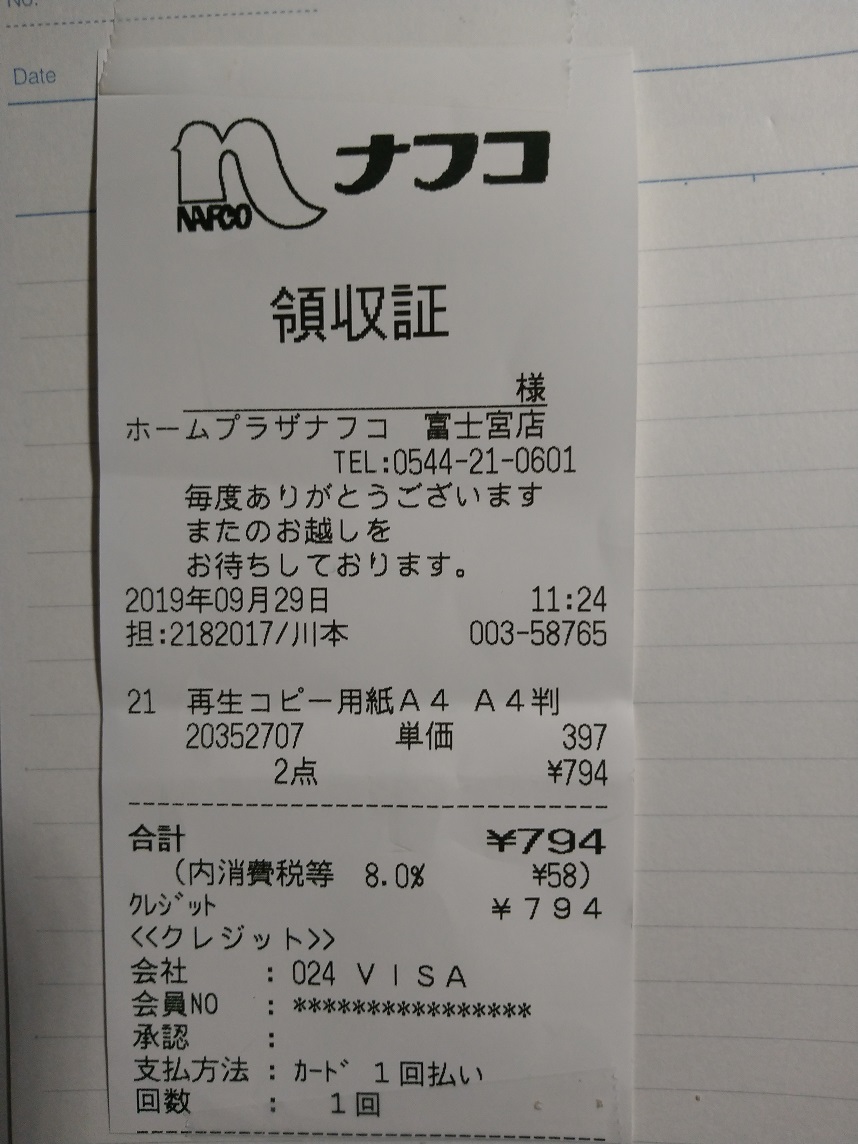 No.
Date
NAFCO ナフコ
領収証
様
ホームプラザナフコ 富士宮店
TEL:0544-21-0601
毎度ありがとうございます
またのお越しを
お待ちしております。
2019年09月29日 11:24
担:2182017/川本 003-58765
21 再生コピー用紙A4 A4判
20352707 単価 397
2点 ¥794
合計 ¥794
(内消費税等 8.0% ¥58)
クレジット ¥794
<<クレジット>>
会社 : 024 VISA
会員NO : ****************
承認 :
支払方法 : カード 1回払い
回数 : 1回